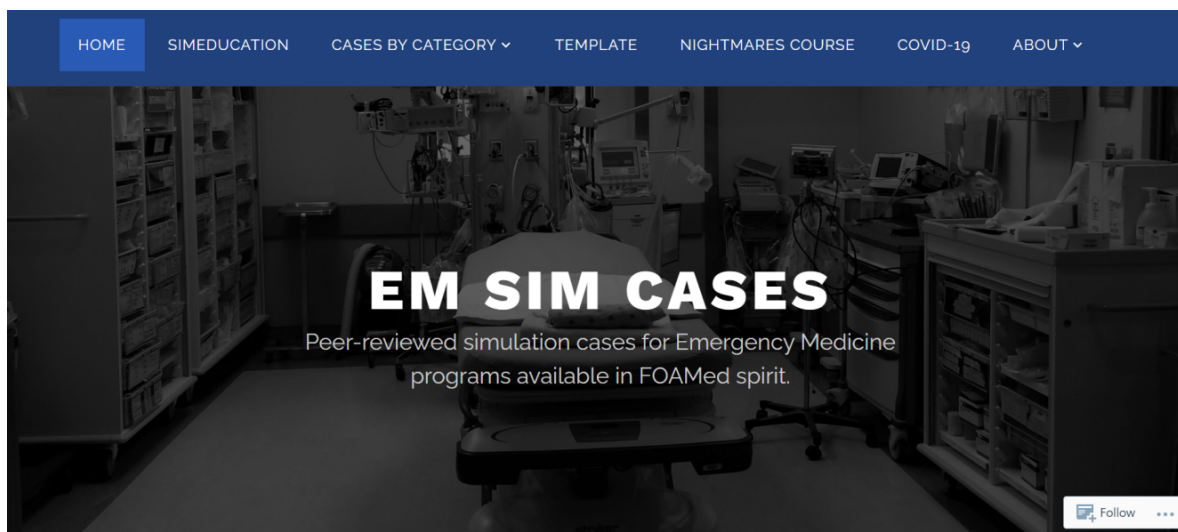 HOME SIMEDUCATION CASES BY CATEGORY TEMPLATE NIGHTMARES COURSE COVID-19 ABOUT
EM SIM CASES
Peer-reviewed simulation cases for Emergency Medicine
programs available in FOAMed spirit.
Follow